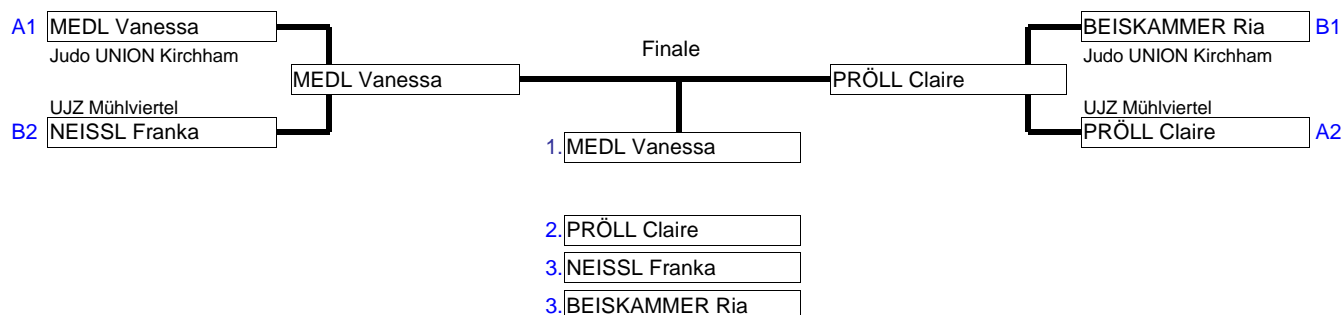 A1 MEDL Vanessa
Judo UNION Kirchham
Finale
BEISKAMMER Ria B1
Judo UNION Kirchham
MEDL Vanessa
PRÖLL Claire
UJZ Mühlviertel
B2 NEISSL Franka
UJZ Mühlviertel
PRÖLL Claire A2
1. MEDL Vanessa
2. PRÖLL Claire
3. NEISSL Franka
3. BEISKAMMER Ria